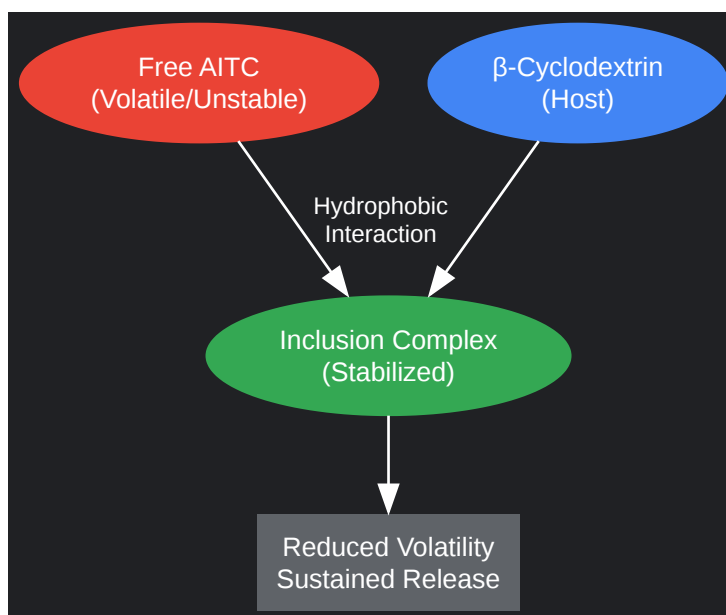 Free AITC
(Volatile/Unstable)
β-Cyclodextrin
(Host)
Hydrophobic
Interaction
Inclusion Complex
(Stabilized)
Reduced Volatility
Sustained Release